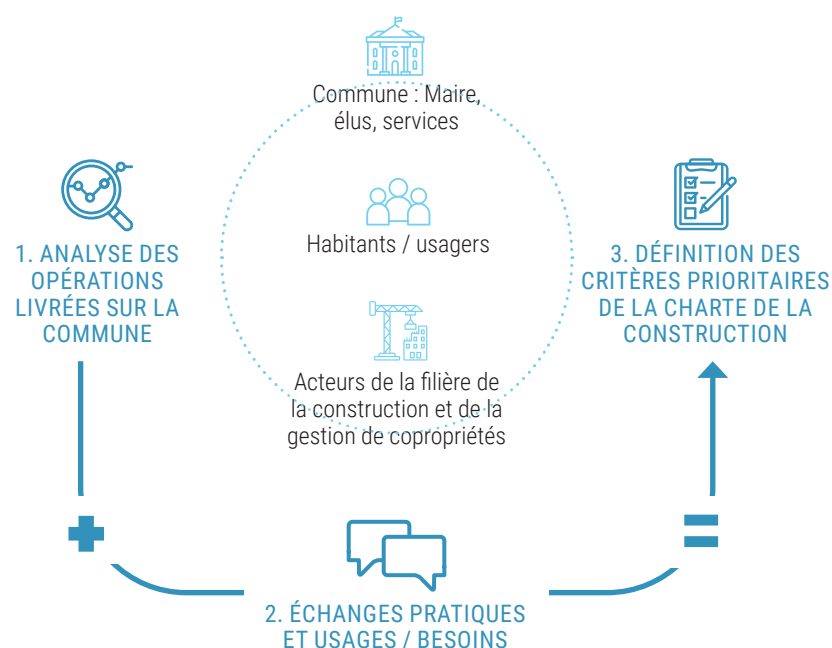 Commune : Maire,
élus, services
Habitants / usagers
Acteurs de la filière de
la construction et de la
gestion de copropriétés
1. ANALYSE DES
OPÉRATIONS
LIVRÉES SUR LA
COMMUNE
2. ÉCHANGES PRATIQUES
ET USAGES / BESOINS
3. DÉFINITION DES
CRITÈRES PRIORITAIRES
DE LA CHARTE DE LA
CONSTRUCTION